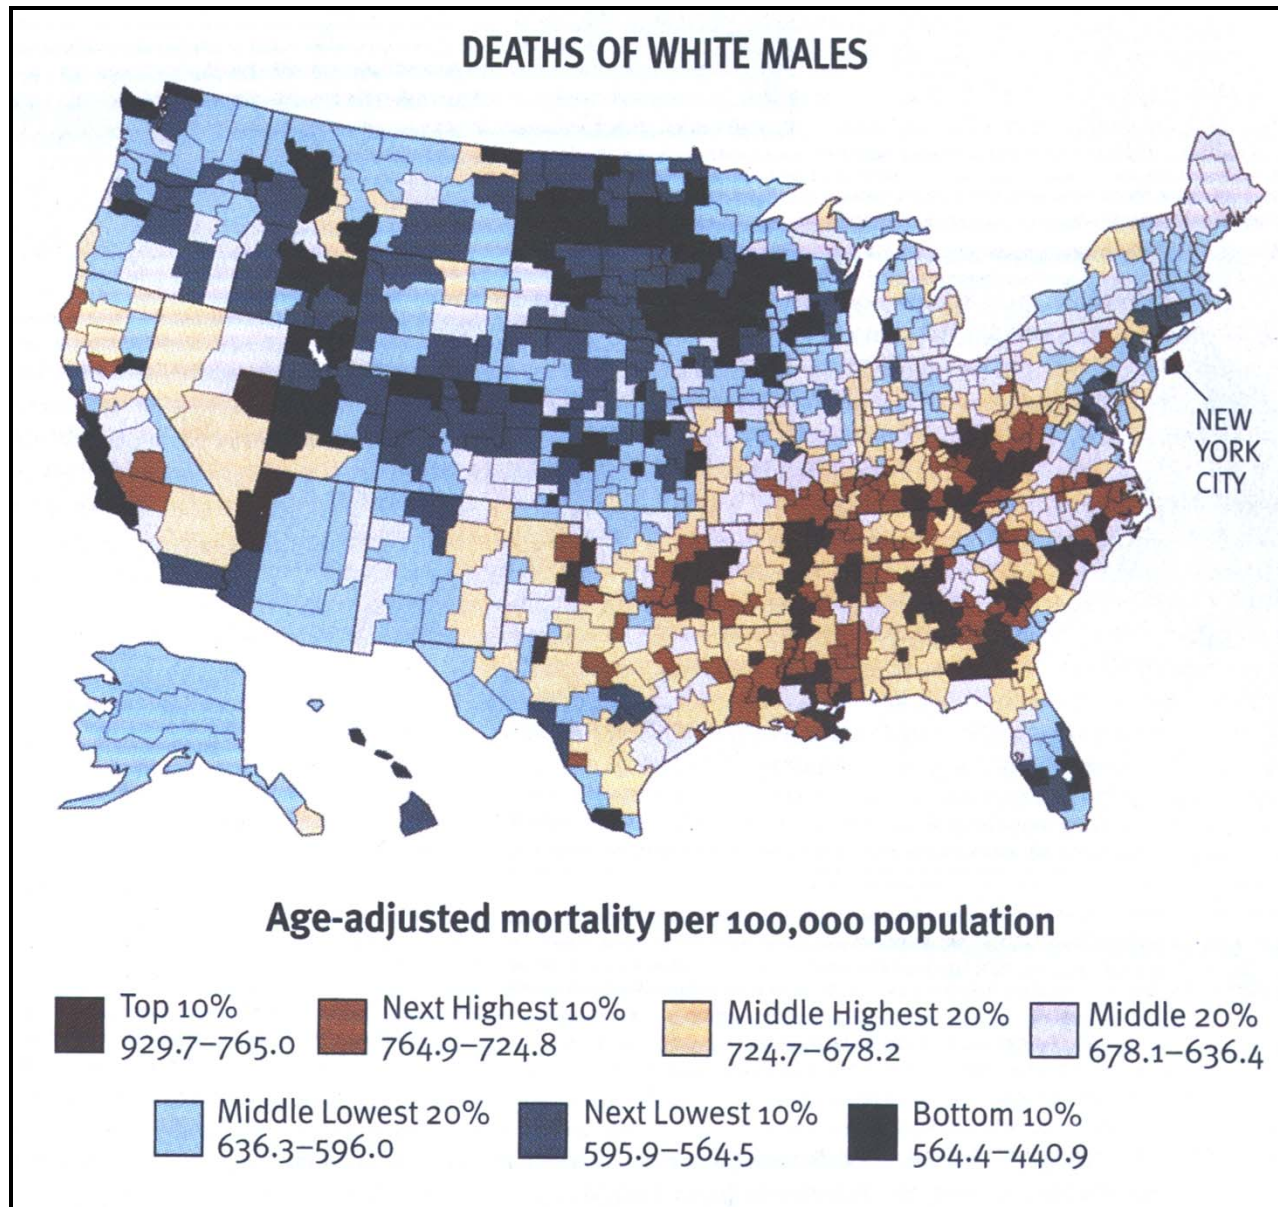 DEATHS OF WHITE MALES
NEW
YORK
CITY
Age-adjusted mortality per 100,000 population
Top 10%
929.7–765.0
Next Highest 10%
764.9–724.8
Middle Highest 20%
724.7–678.2
Middle 20%
678.1–636.4
Middle Lowest 20%
636.3–596.0
Next Lowest 10%
595.9–564.5
Bottom 10%
564.4–440.9